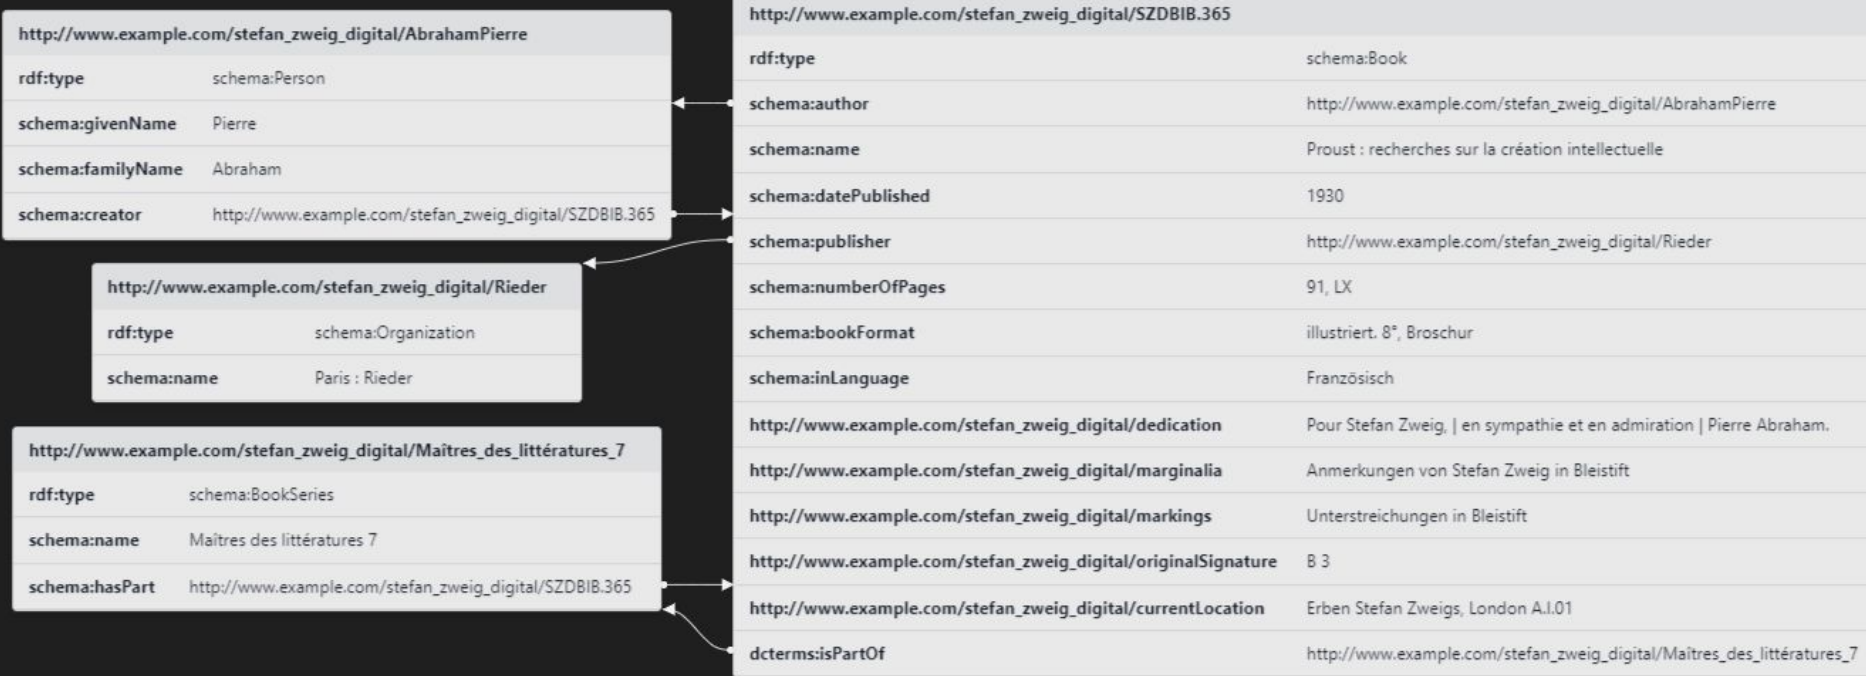 http://www.example.com/stefan_zweig_digital/AbrahamPierre
rdf:type schema:Person
schema:givenName Pierre
schema:familyName Abraham
schema:creator http://www.example.com/stefan_zweig_digital/SZDBIB.365
http://www.example.com/stefan_zweig_digital/Rieder
rdf:type schema:Organization
schema:name Paris : Rieder
http://www.example.com/stefan_zweig_digital/Maîtres_des_littératures_7
rdf:type schema:BookSeries
schema:name Maîtres des littératures 7
schema:hasPart http://www.example.com/stefan_zweig_digital/SZDBIB.365
http://www.example.com/stefan_zweig_digital/SZDBIB.365
rdf:type schema:Book
schema:author http://www.example.com/stefan_zweig_digital/AbrahamPierre
schema:name Proust : recherches sur la création intellectuelle
schema:datePublished 1930
schema:publisher http://www.example.com/stefan_zweig_digital/Rieder
schema:numberOfPages 91, LX
schema:bookFormat illustriert. 8°, Broschur
schema:inLanguage Französisch
http://www.example.com/stefan_zweig_digital/dedication Pour Stefan Zweig, | en sympathie et en admiration | Pierre Abraham.
http://www.example.com/stefan_zweig_digital/marginalia Anmerkungen von Stefan Zweig in Bleistift
http://www.example.com/stefan_zweig_digital/markings Unterstreichungen in Bleistift
http://www.example.com/stefan_zweig_digital/originalSignature B 3
http://www.example.com/stefan_zweig_digital/currentLocation Erben Stefan Zweigs, London A.I.01
dcterms:isPartOf http://www.example.com/stefan_zweig_digital/Maîtres_des_littératures_7